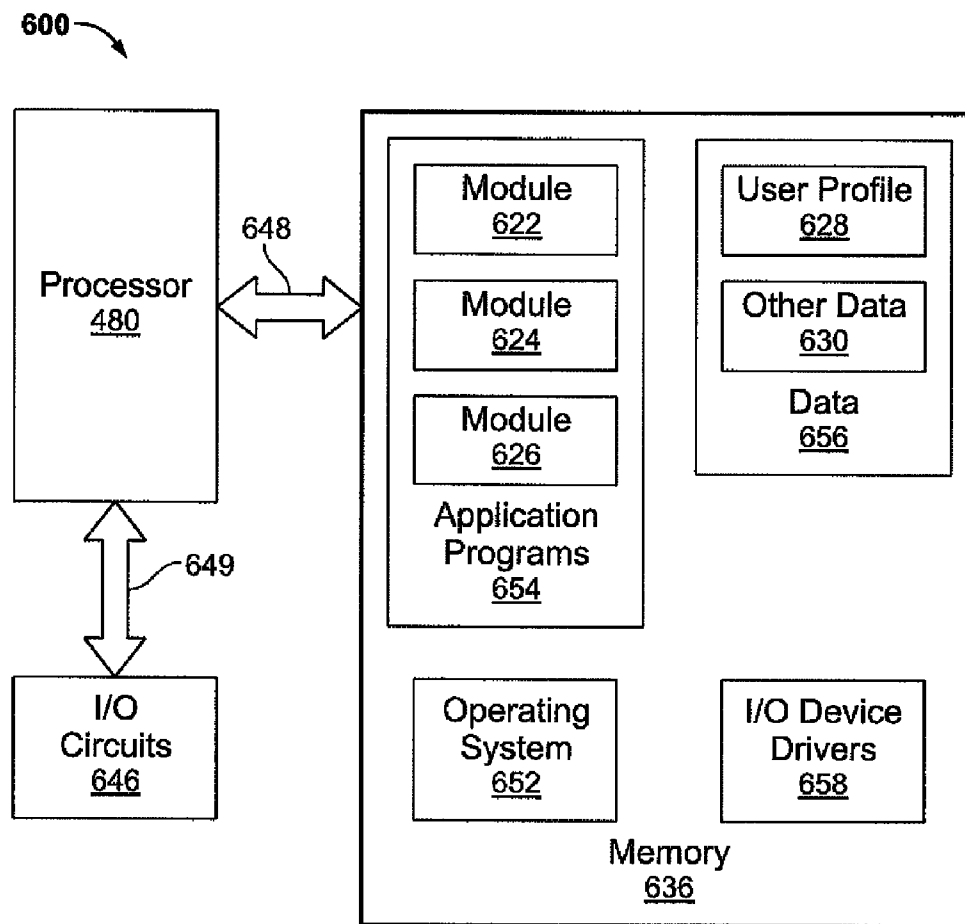 600
Processor
480
648
649
I/O
Circuits
646
Module
622
Module
624
Module
626
Application
Programs
654
User Profile
628
Other Data
630
Data
656
Operating
System
652
I/O Device
Drivers
658
Memory
636